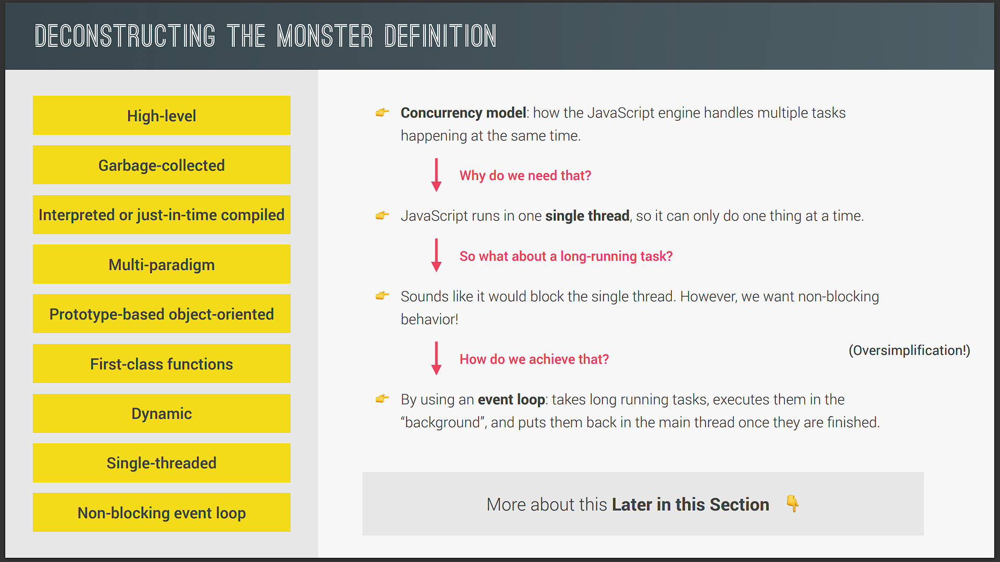 DECONSTRUCTING THE MONSTER DEFINITION
High-level
Garbage-collected
Interpreted or just-in-time compiled
Multi-paradigm
Prototype-based object-oriented
First-class functions
Dynamic
Single-threaded
Non-blocking event loop
Concurrency model: how the JavaScript engine handles multiple tasks
happening at the same time.
Why do we need that?
JavaScript runs in one single thread, so it can only do one thing at a time.
So what about a long-running task?
Sounds like it would block the single thread. However, we want non-blocking
behavior!
(Oversimplification!)
How do we achieve that?
By using an event loop: takes long running tasks, executes them in the
“background”, and puts them back in the main thread once they are finished.
More about this Later in this Section